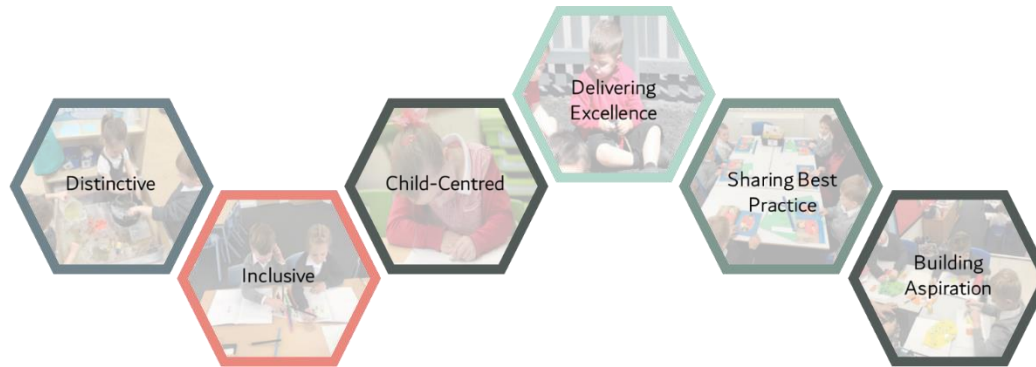 Distinctive
Inclusive
Child-Centred
Delivering
Excellence
Sharing Best
Practice
Building
Aspiration